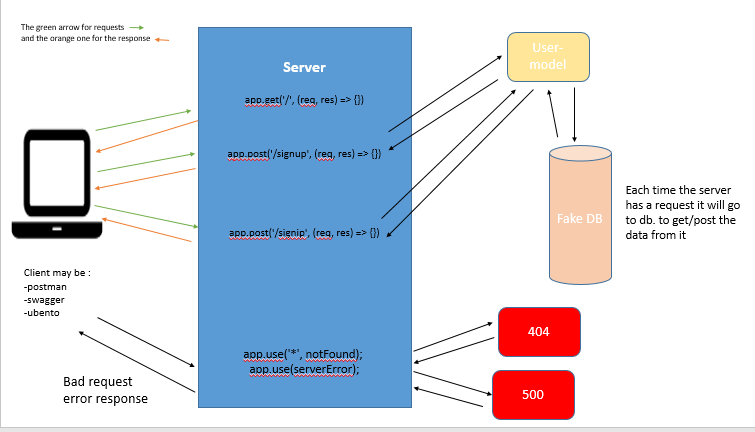 The green arrow for requests
and the orange one for the response
Server
app.get('/', (req, res) => {})
app.post('/signup', (req, res) => {})
app.post('/signip', (req, res) => {})
app.use('*', notFound);
app.use(serverError);
User-
model
Fake DB
Each time the server
has a request it will go
to db. to get/post the
data from it
Client may be :
-postman
-swagger
-ubento
Bad request
error response
404
500